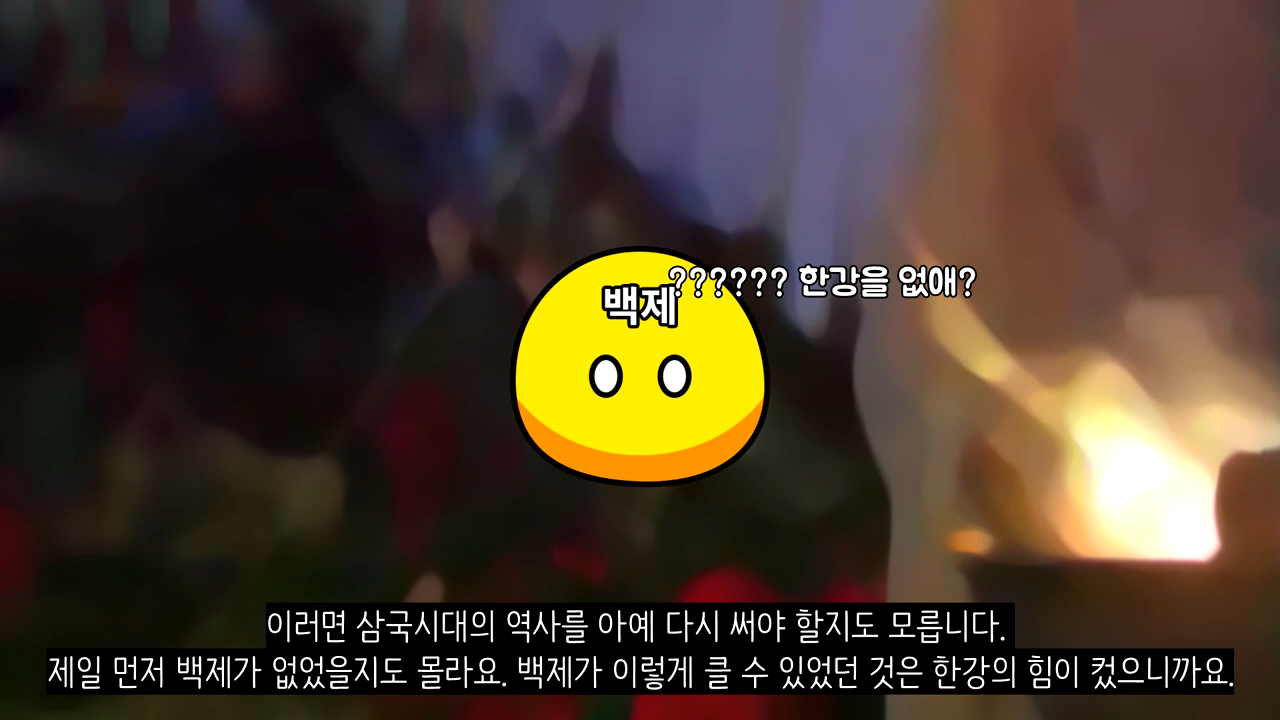 ?????? 한강을 없애?
백제
이러면 삼국시대의 역사를 아예 다시 써야 할지도 모릅니다.
제일 먼저 백제가 없었을지도 몰라요. 백제가 이렇게 클 수 있었던 것은 한강의 힘이 컸으니까요.